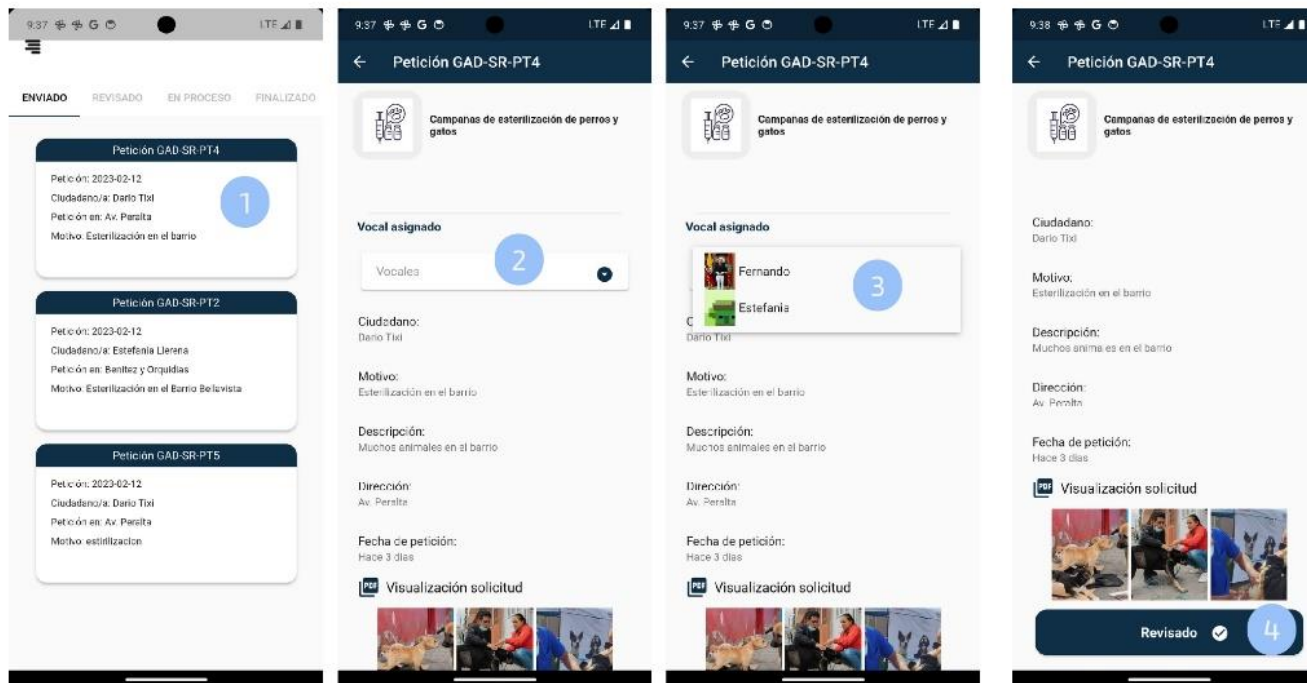 9:37 G LTE
ENVIADO REVISADO EN PROCESO FINALIZADO
Petición GAD-SR-PT4
Petición: 2023-02-12
Ciudadano/a: Dario Tixi
Petición en: Av. Peralta
Motivo: Esterilización en el barrio
1
Petición GAD-SR-PT2
Petición: 2023-02-12
Ciudadano/a: Estefania Llerena
Petición en: Benitez y Orquidias
Motivo: Esterilización en el Barrio Bellavista
Petición GAD-SR-PT5
Petición: 2023-02-12
Ciudadano/a: Dario Tixi
Petición en: Av. Peralta
Motivo: estirilizacion
9:37 G LTE
Petición GAD-SR-PT4
Campanas de esterilización de perros y
gatos
Vocal asignado
Vocales
2
Ciudadano:
Dario Tixi
Motivo:
Esterilización en el barrio
Descripción:
Muchos animales en el barrio
Dirección:
Av. Peralta
Fecha de petición:
Hace 3 dias
PDF Visualización solicitud
9:37 G LTE
Petición GAD-SR-PT4
Campanas de esterilización de perros y
gatos
Vocal asignado
Fernando
3
Estefania
C
Dario Tixi
Motivo:
Esterilización en el barrio
Descripción:
Muchos animales en el barrio
Dirección:
Av. Peralta
Fecha de petición:
Hace 3 dias
PDF Visualización solicitud
9:38 G LTE
Petición GAD-SR-PT4
Campanas de esterilización de perros y
gatos
Ciudadano:
Dario Tixi
Motivo:
Esterilización en el barrio
Descripción:
Muchos animales en el barrio
Dirección:
Av. Peralta
Fecha de petición:
Hace 3 dias
PDF Visualización solicitud
Revisado
4